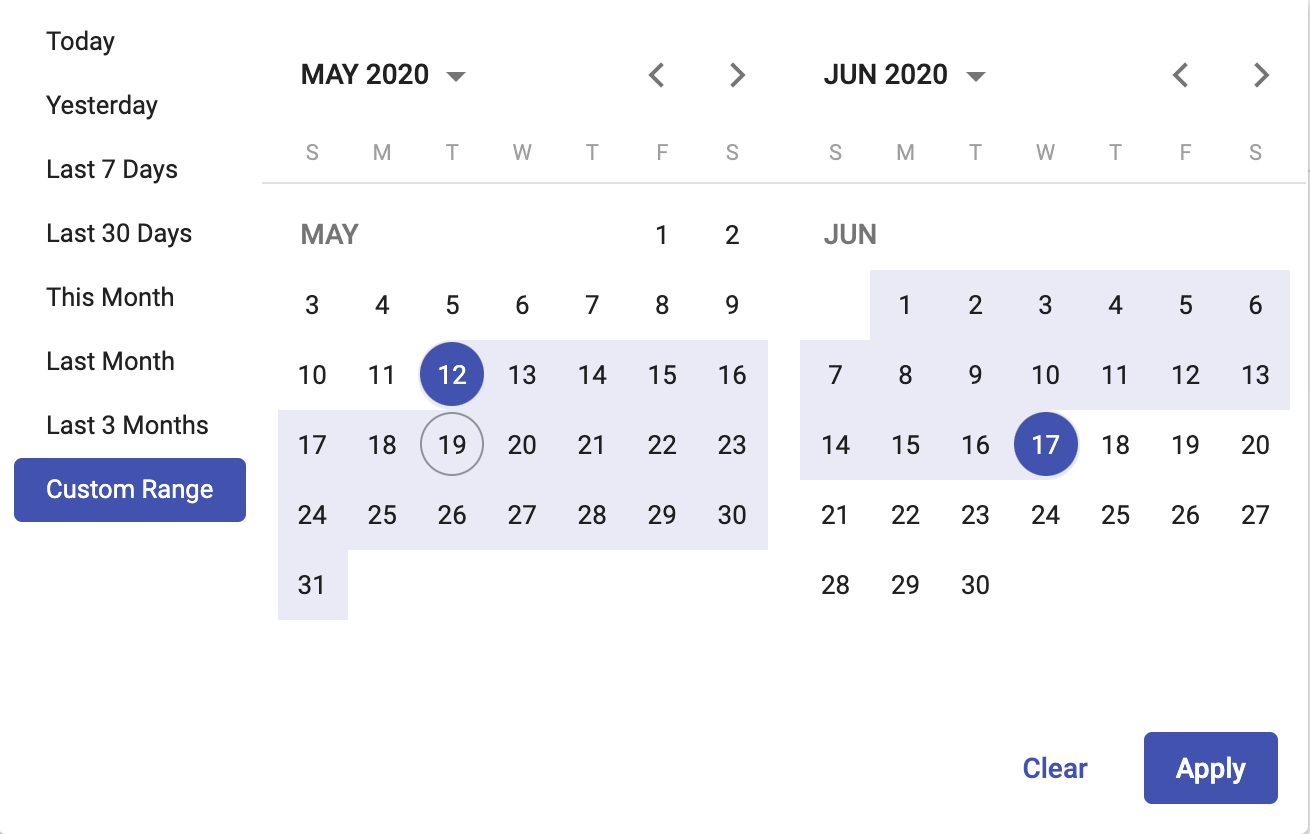 Today
Yesterday
Last 7 Days
Last 30 Days
This Month
Last Month
Last 3 Months
Custom Range
MAY 2020
S M T W T F S
MAY 1 2
3 4 5 6 7 8 9
10 11 12 13 14 15 16
17 18 19 20 21 22 23
24 25 26 27 28 29 30
31
JUN 2020
S M T W T F S
JUN
1 2 3 4 5 6
7 8 9 10 11 12 13
14 15 16 17 18 19 20
21 22 23 24 25 26 27
28 29 30
Clear
Apply